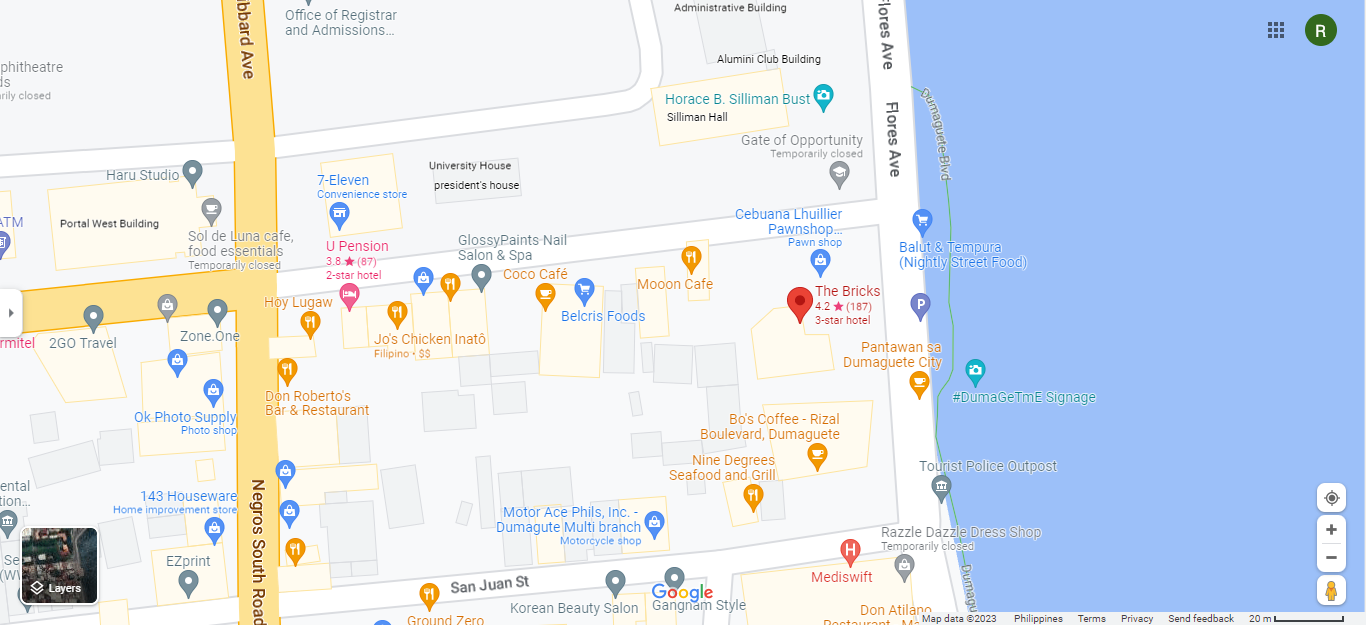 bbard Ave
Office of Registrar
and Admissions...
Administrative Building
Flores Ave
R
Alumini Club Building
phitheatre
ds
rily closed
Horace B. Silliman Bust
Silliman Hall
Flores Ave
Dumaguete Blvd
Gate of Opportunity
Temporarily closed
Haru Studio
7-Eleven
Convenience store
University House
president's house
Portal West Building
ATM
Sol de Luna cafe,
food essentials
Temporarily closed
U Pension
3.8 ★ (87)
2-star hotel
GlossyPaints Nail
Salon & Spa
Cebuana Lhuillier
Pawnshop...
Pawn shop
Balut & Tempura
(Nightly Street Food)
Coco Café
Mooon Cafe
The Bricks
4.2 ★ (187)
3-star hotel
P
Hoy Lugaw
Belcris Foods
rmitel
2GO Travel
Zone.One
Jo's Chicken Inatô
Filipino • $$
Pantawan sa
Dumaguete City
#DumaGeTmE Signage
Don Roberto's
Bar & Restaurant
Ok Photo Supply
Photo shop
Bo's Coffee - Rizal
Boulevard, Dumaguete
Nine Degrees
Seafood and Grill
Tourist Police Outpost
ental
tion...
143 Houseware
Home improvement store
Negros South Road
Motor Ace Phils, Inc. -
Dumagute Multi branch
Motorcycle shop
Razzle Dazzle Dress Shop
Temporarily closed
H
Mediswift
EZprint
Se
(WV
Layers
San Juan St
Korean Beauty Salon
Google
Gangnam Style
Ground Zero
Don Atilano
Restaurant - Ma
Dumagu
Map data ©2023
Philippines
Terms
Privacy
Send feedback
20 m